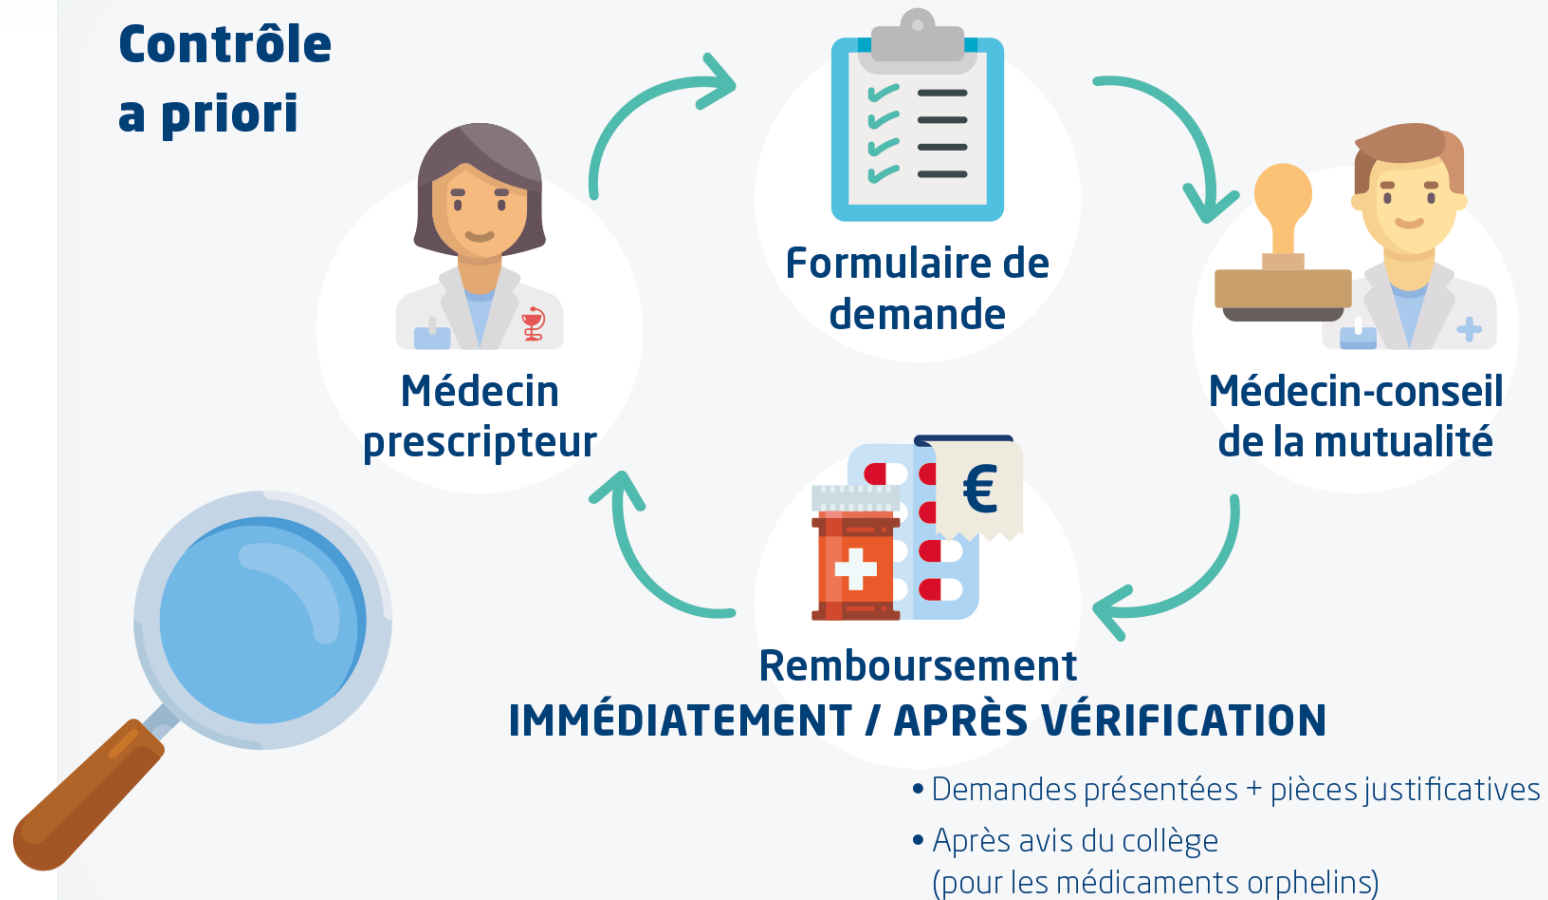 Contrôle
a priori
Formulaire de
demande
Médecin
prescripteur
Médecin-conseil
de la mutualité
€
Remboursement
IMMÉDIATEMENT / APRÈS VÉRIFICATION
• Demandes présentées + pièces justificatives
• Après avis du collège
(pour les médicaments orphelins)